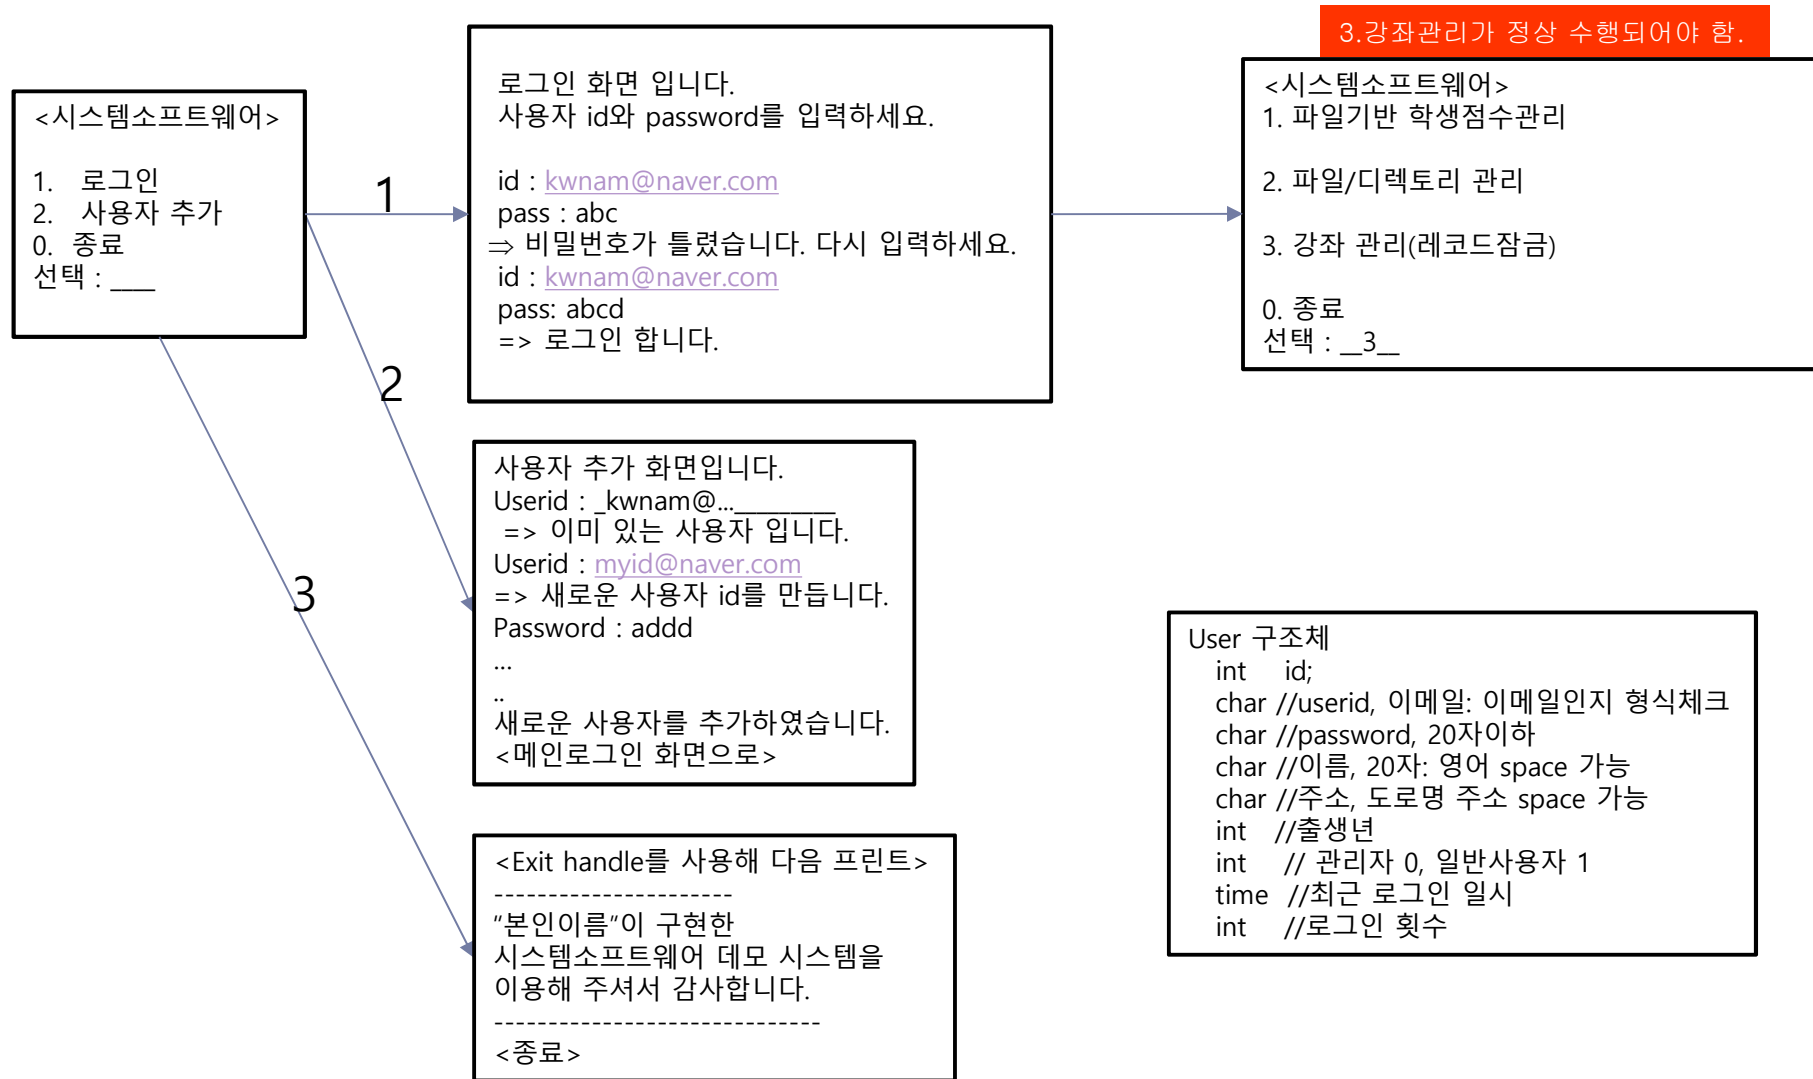 3.강좌관리가 정상 수행되어야 함.
<시스템소프트웨어>
1. 로그인
2. 사용자 추가
0. 종료
선택 : ____
1
2
3
로그인 화면 입니다.
사용자 id와 password를 입력하세요.
id : kwnam@naver.com
pass : abc
⇒ 비밀번호가 틀렸습니다. 다시 입력하세요.
id : kwnam@naver.com
pass: abcd
=> 로그인 합니다.
<시스템소프트웨어>
1. 파일기반 학생점수관리
2. 파일/디렉토리 관리
3. 강좌 관리(레코드잠금)
0. 종료
선택 : __3__
사용자 추가 화면입니다.
Userid : _kwnam@..._________
=> 이미 있는 사용자 입니다.
Userid : myid@naver.com
=> 새로운 사용자 id를 만듭니다.
Password : addd
...
..
새로운 사용자를 추가하였습니다.
<메인로그인 화면으로>
<Exit handle를 사용해 다음 프린트>
----------------------
“본인이름”이 구현한
시스템소프트웨어 데모 시스템을
이용해 주셔서 감사합니다.
------------------------------
<종료>
User 구조체
int id;
char //userid, 이메일: 이메일인지 형식체크
char //password, 20자이하
char //이름, 20자: 영어 space 가능
char //주소, 도로명 주소 space 가능
int //출생년
int // 관리자 0, 일반사용자 1
time //최근 로그인 일시
int //로그인 횟수